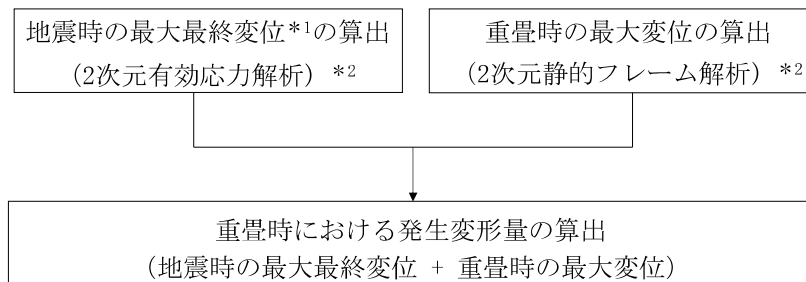 地震時の最大最終変位*1の算出
（2次元有効応力解析）*2
重畳時の最大変位の算出
（2次元静的フレーム解析）*2
重畳時における発生変形量の算出
（地震時の最大最終変位 + 重畳時の最大変位）